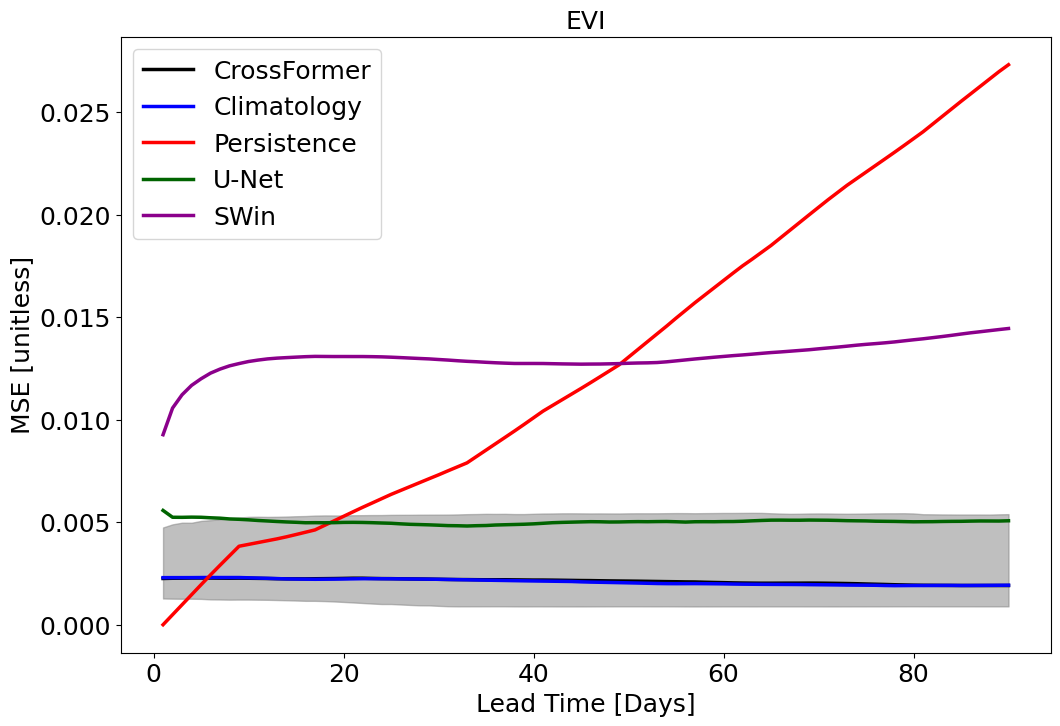 EVI
CrossFormer
Climatology
Persistence
U-Net
SWin
MSE [unitless]
0.025
0.020
0.015
0.010
0.005
0.000
0 20 40 60 80
Lead Time [Days]